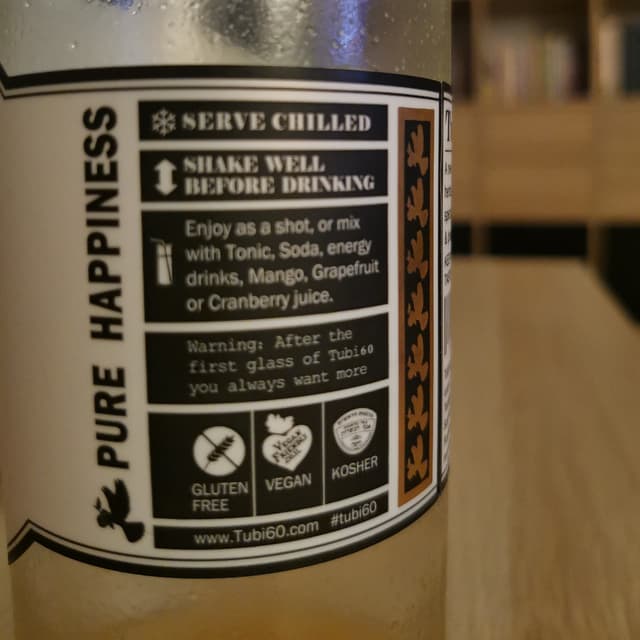 PURE HAPPINESS
SERVE CHILLED
SHAKE WELL
BEFORE DRINKING
Enjoy as a shot, or mix
with Tonic, Soda, energy
drinks, Mango, Grapefruit
or Cranberry juice.
Warning: After the
first glass of Tubi60
you always want more
GLUTEN
FREE
VEGAN
KOSHER
www.Tubi60.com #tubi60